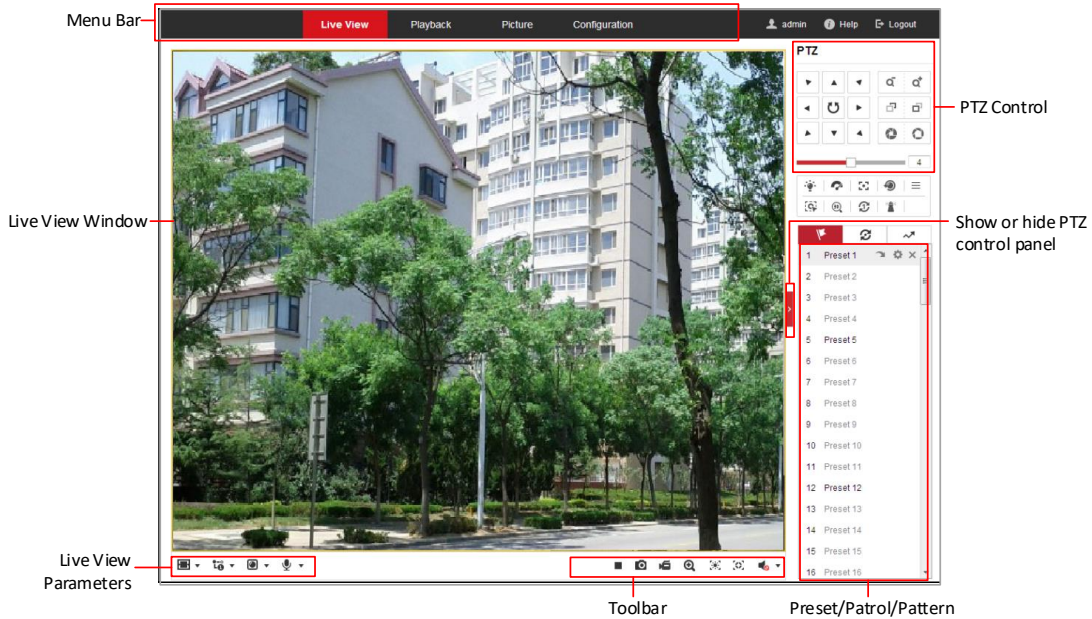 Menu Bar
Live View Playback Picture Configuration admin Help Logout
PTZ
PTZ Control
4
Live View Window
Show or hide PTZ
control panel
1 Preset 1
2 Preset 2
3 Preset 3
4 Preset 4
5 Preset 5
6 Preset 6
7 Preset 7
8 Preset 8
9 Preset 9
10 Preset 10
11 Preset 11
12 Preset 12
13 Preset 13
14 Preset 14
15 Preset 15
16 Preset 16
Live View
Parameters
Toolbar
Preset/Patrol/Pattern